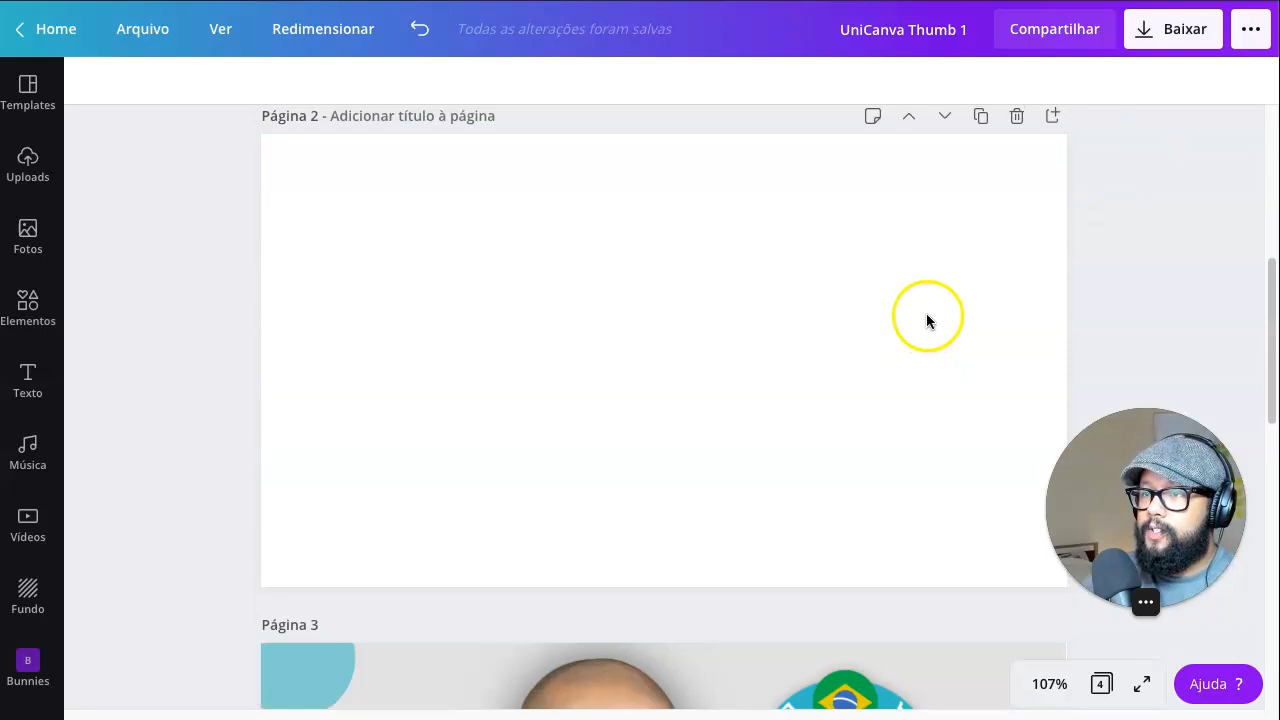 Home
Arquivo
Ver
Redimensionar
Todas as alterações foram salvas
UniCanva Thumb 1
Compartilhar
Baixar
Templates
Uploads
Fotos
Elementos
Texto
Música
Vídeos
Fundo
B
Bunnies
Página 2 - Adicionar título à página
Página 3
107%
4
Ajuda ?